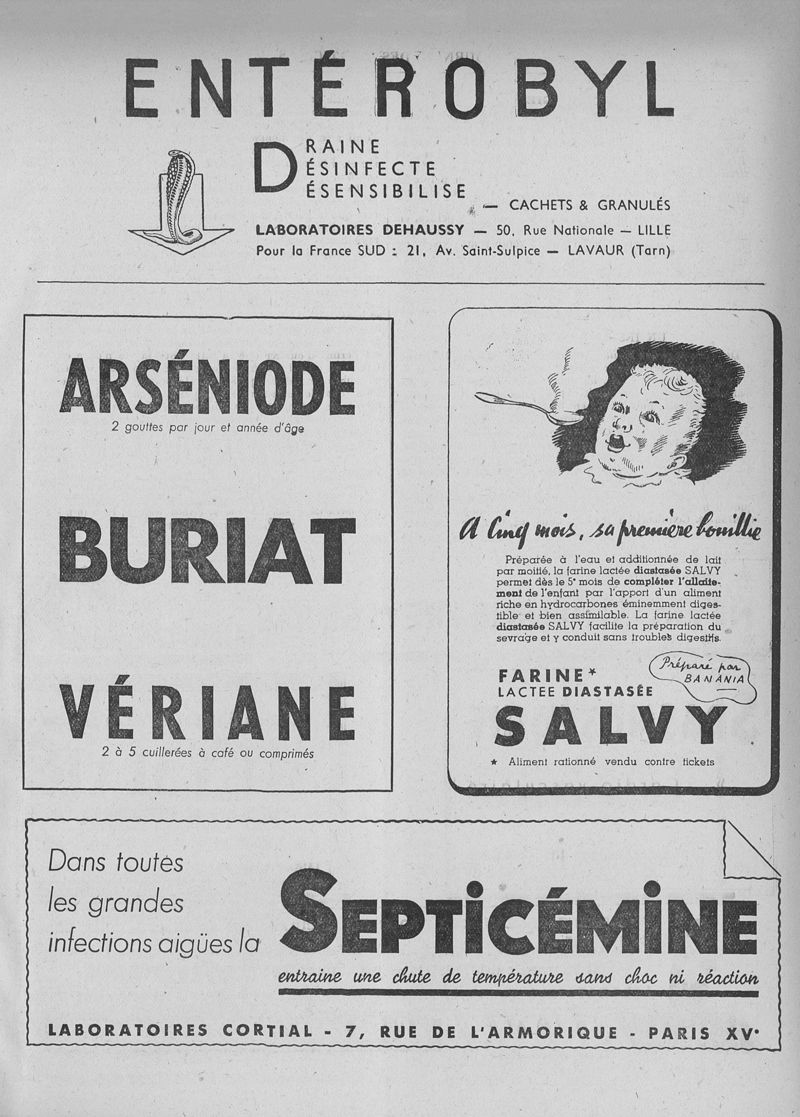 ENTÉROBYL
DRAINE
DÉSINFECTE
DÉSENSIBILISE
— CACHETS & GRANULÉS
LABORATOIRES DEHAUSSY — 50, Rue Nationale — LILLE
Pour la France SUD : 21, Av. Saint-Sulpice — LAVAUR (Tarn)
ARSÉNIODE
2 gouttes par jour et année d'âge
BURIAT
VÉRIANE
2 à 5 cuillerées à café ou comprimés
A Cinq mois, sa première bouillie
Préparée à l'eau et additionnée de lait
par moitié, la farine lactée diastasée SALVY
permet dès le 5e mois de compléter l'allaite-
ment de l'enfant par l'apport d'un aliment
riche en hydrocarbones éminemment diges-
tible et bien assimilable. La farine lactée
diastasée SALVY facilite la préparation du
sevrage et y conduit sans troubles digestifs.
FARINE*
LACTEE DIASTASÉE
SALVY
Préparé par
BANANIA
* Aliment rationné vendu contre tickets
Dans toutes
les grandes
infections aigües la
SEPTICÉMINE
entraine une chute de température sans choc ni réaction
LABORATOIRES CORTIAL - 7, RUE DE L'ARMORIQUE - PARIS XVe